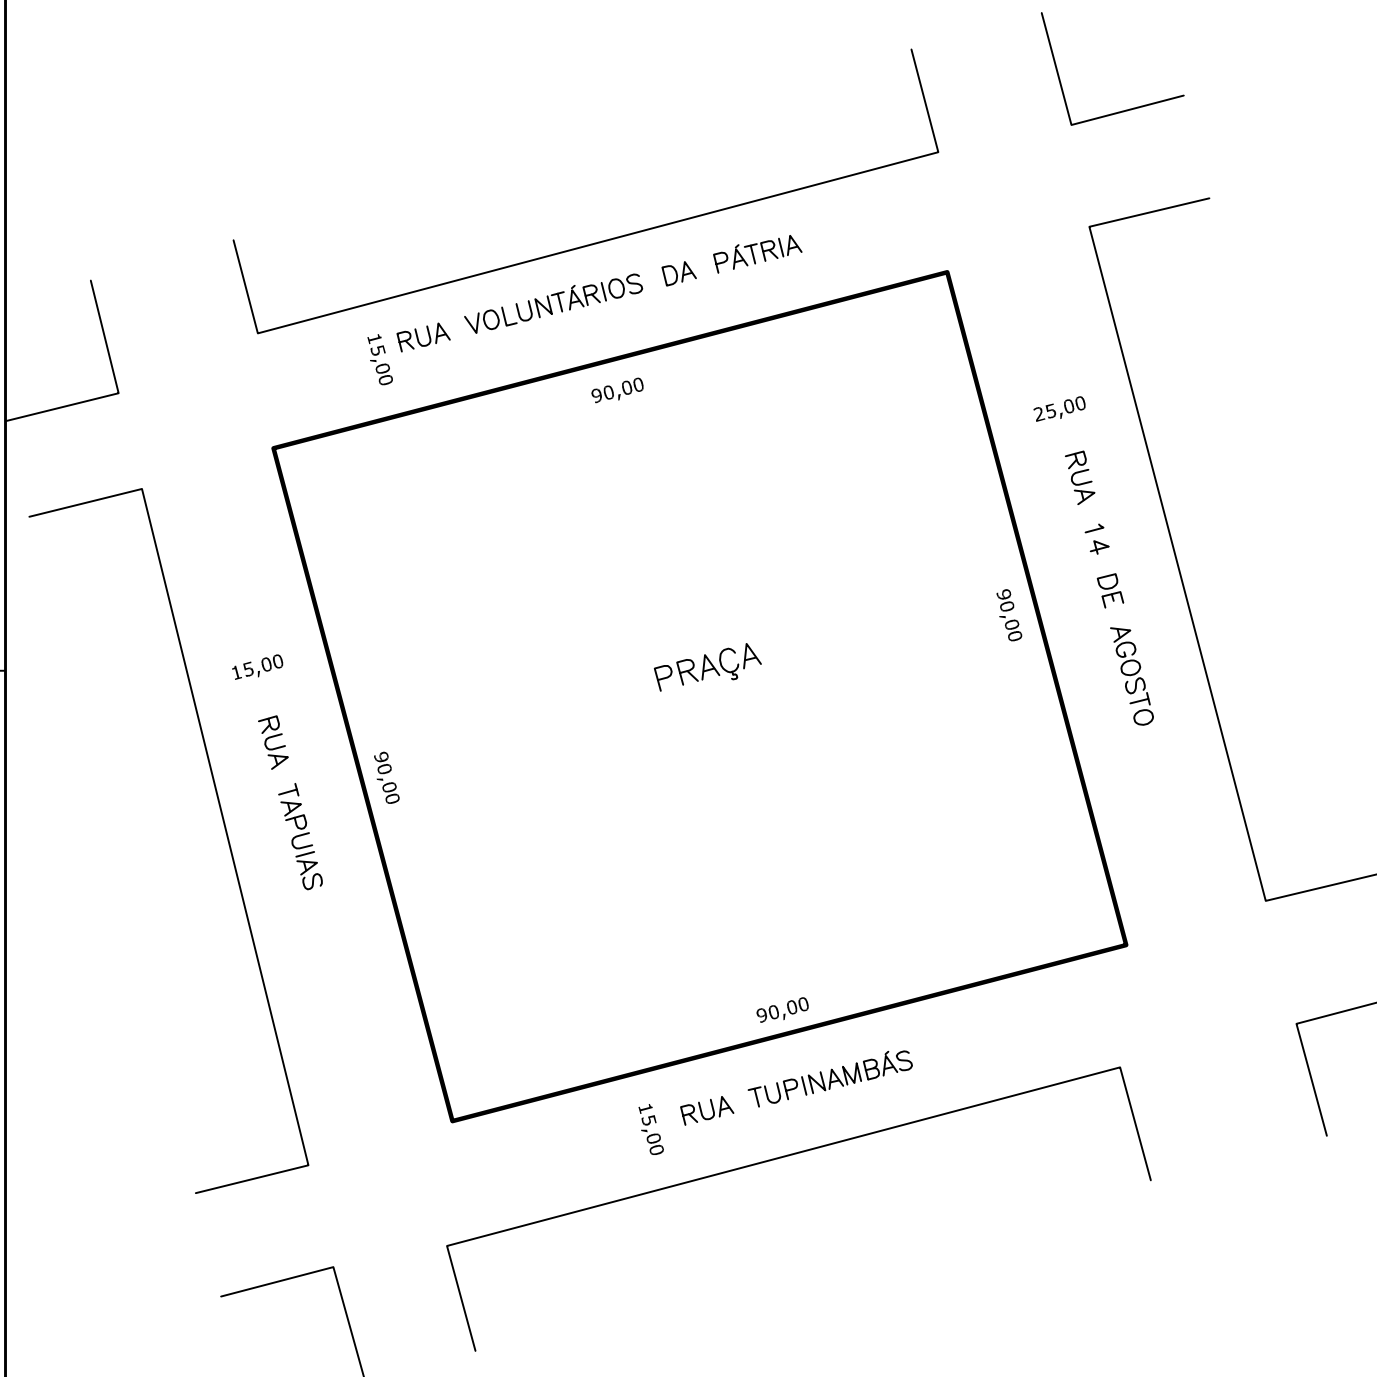 RUA VOLUNTÁRIOS DA PÁTRIA
15,00
90,00
25,00
RUA 14 DE AGOSTO
90,00
PRAÇA
15,00
RUA TAPUIAS
90,00
90,00
RUA TUPINAMBÁS
15,00